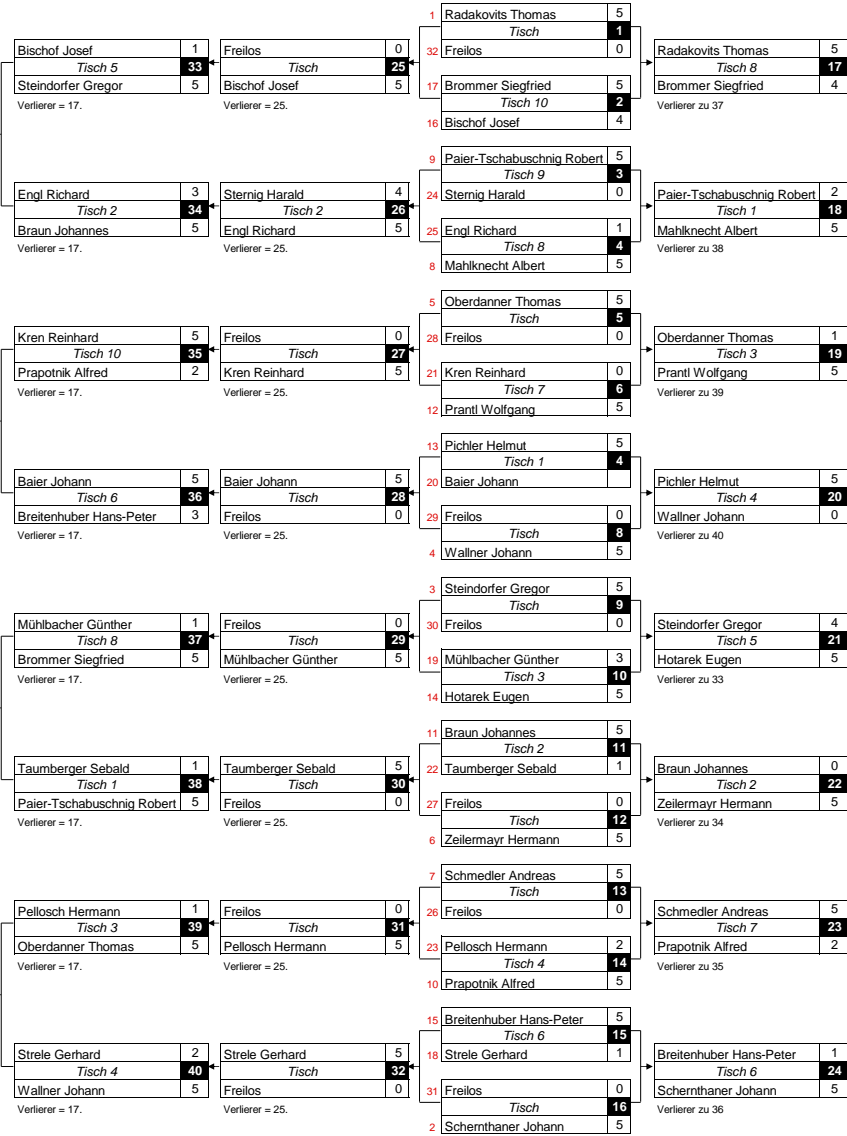 1 Radakovits Thomas 5
Tisch 1
32 Freilos 0
Bischof Josef 1
Tisch 5 33
Steindorfer Gregor 5
Verlierer = 17.
Freilos 0
Tisch 25
Bischof Josef 5
Verlierer = 25.
Radakovits Thomas 5
Tisch 8 17
Brommer Siegfried 4
Verlierer zu 37
17 Brommer Siegfried 5
Tisch 10 2
16 Bischof Josef 4
9 Paier-Tschabuschnig Robert 5
Tisch 9 3
24 Sternig Harald 0
Engl Richard 3
Tisch 2 34
Braun Johannes 5
Verlierer = 17.
Sternig Harald 4
Tisch 2 26
Engl Richard 5
Verlierer = 25.
Paier-Tschabuschnig Robert 2
Tisch 1 18
Mahlknecht Albert 5
Verlierer zu 38
25 Engl Richard 1
Tisch 8 4
8 Mahlknecht Albert 5
5 Oberdanner Thomas 5
Tisch 5
28 Freilos 0
Kren Reinhard 5
Tisch 10 35
Prapotnik Alfred 2
Verlierer = 17.
Freilos 0
Tisch 27
Kren Reinhard 5
Verlierer = 25.
Oberdanner Thomas 1
Tisch 3 19
Prantl Wolfgang 5
Verlierer zu 39
21 Kren Reinhard 0
Tisch 7 6
12 Prantl Wolfgang 5
13 Pichler Helmut 5
Tisch 1 4
20 Baier Johann
Baier Johann 5
Tisch 6 36
Breitenhuber Hans-Peter 3
Verlierer = 17.
Baier Johann 5
Tisch 28
Freilos 0
Verlierer = 25.
Pichler Helmut 5
Tisch 4 20
Wallner Johann 0
Verlierer zu 40
29 Freilos 0
Tisch 8
4 Wallner Johann 5
3 Steindorfer Gregor 5
Tisch 9
30 Freilos 0
Mühlbacher Günther 1
Tisch 8 37
Brommer Siegfried 5
Verlierer = 17.
Freilos 0
Tisch 29
Mühlbacher Günther 5
Verlierer = 25.
Steindorfer Gregor 4
Tisch 5 21
Hotarek Eugen 5
Verlierer zu 33
19 Mühlbacher Günther 3
Tisch 3 10
14 Hotarek Eugen 5
11 Braun Johannes 5
Tisch 2 11
22 Taumberger Sebald 1
Taumberger Sebald 1
Tisch 1 38
Paier-Tschabuschnig Robert 5
Verlierer = 17.
Taumberger Sebald 5
Tisch 30
Freilos 0
Verlierer = 25.
Braun Johannes 0
Tisch 2 22
Zeilermayr Hermann 5
Verlierer zu 34
27 Freilos 0
Tisch 12
6 Zeilermayr Hermann 5
7 Schmedler Andreas 5
Tisch 13
26 Freilos 0
Pellosch Hermann 1
Tisch 3 39
Oberdanner Thomas 5
Verlierer = 17.
Freilos 0
Tisch 31
Pellosch Hermann 5
Verlierer = 25.
Schmedler Andreas 5
Tisch 7 23
Prapotnik Alfred 2
Verlierer zu 35
23 Pellosch Hermann 2
Tisch 4 14
10 Prapotnik Alfred 5
15 Breitenhuber Hans-Peter 5
Tisch 6 15
18 Strele Gerhard 1
Strele Gerhard 2
Tisch 4 40
Wallner Johann 5
Verlierer = 17.
Strele Gerhard 5
Tisch 32
Freilos 0
Verlierer = 25.
Breitenhuber Hans-Peter 1
Tisch 6 24
Schernthaner Johann 5
Verlierer zu 36
31 Freilos 0
Tisch 16
2 Schernthaner Johann 5